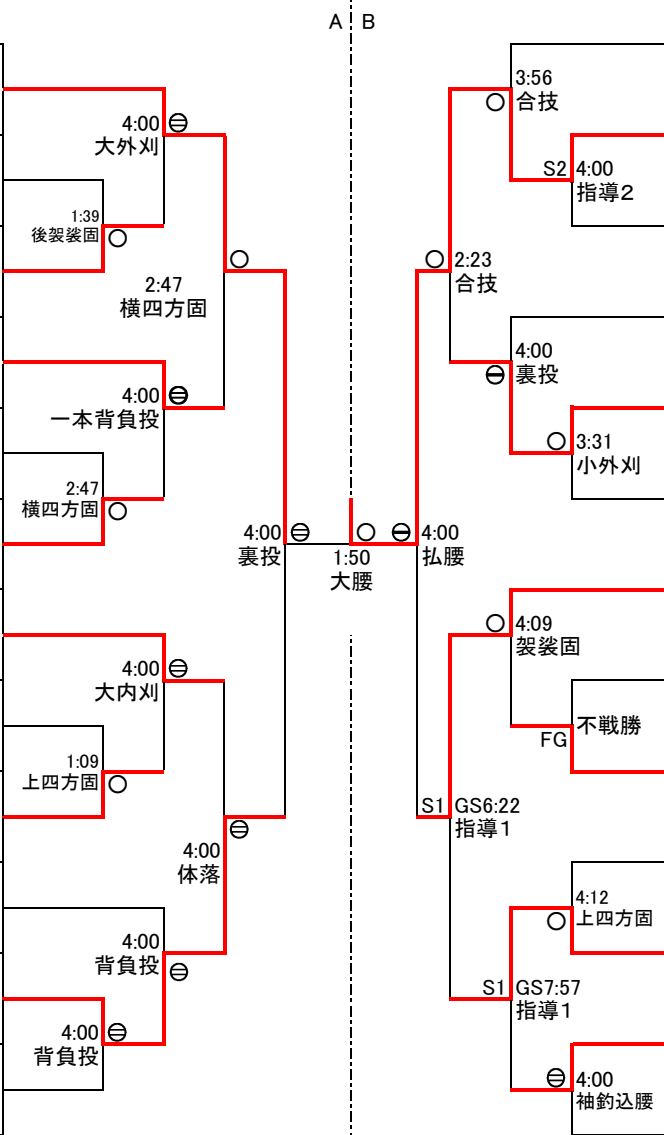 A B
4:00
大外刈
1:39
後袈裟固
2:47
横四方固
4:00
一本背負投
2:47
横四方固
4:00
裏投
4:00
大内刈
1:09
上四方固
4:00
体落
4:00
背負投
4:00
背負投
1:50
大腰
3:56
合技
S2 4:00
指導2
2:23
合技
4:00
裏投
3:31
小外刈
4:00
払腰
4:09
袈裟固
不戦勝
FG
S1 GS6:22
指導1
4:12
上四方固
S1 GS7:57
指導1
4:00
袖釣込腰